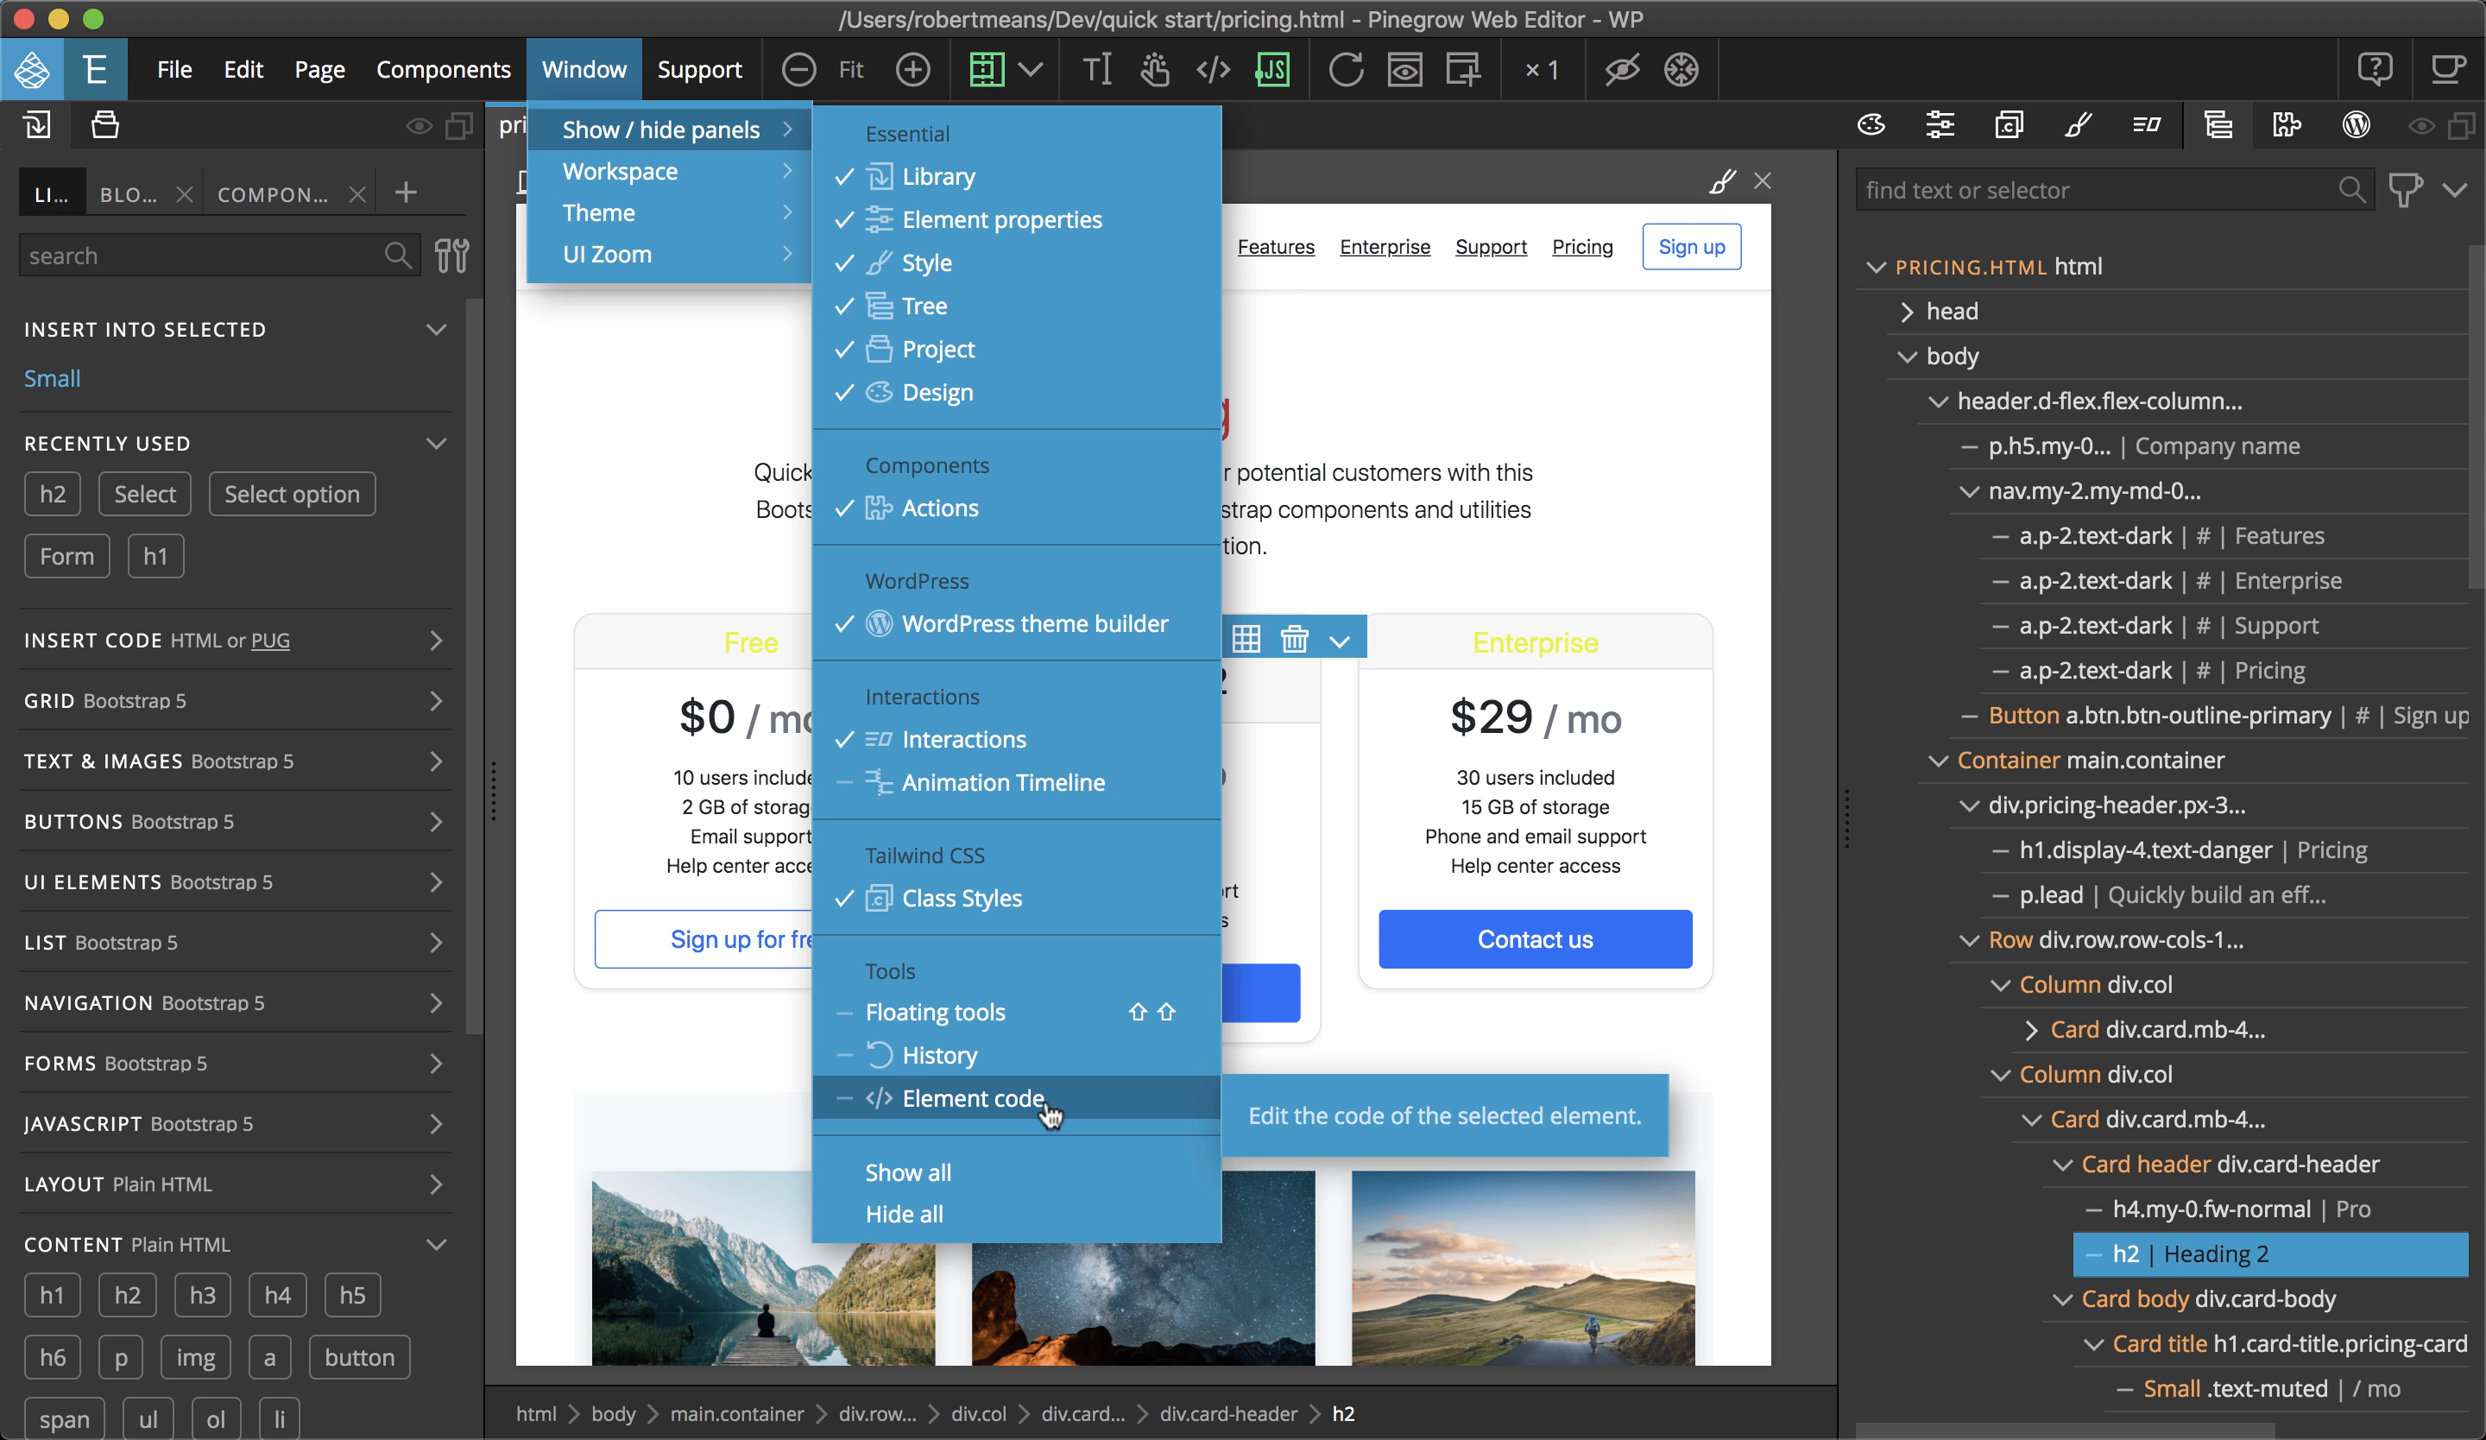 /Users/robertmeans/Dev/quick start/pricing.html - Pinegrow Web Editor - WP
File Edit Page Components Window Support Fit JS × 1
LI... BLO... COMPON...
search
INSERT INTO SELECTED
Small
RECENTLY USED
h2 Select Select option
Form h1
INSERT CODE HTML or PUG
GRID Bootstrap 5
TEXT & IMAGES Bootstrap 5
BUTTONS Bootstrap 5
UI ELEMENTS Bootstrap 5
LIST Bootstrap 5
NAVIGATION Bootstrap 5
FORMS Bootstrap 5
JAVASCRIPT Bootstrap 5
LAYOUT Plain HTML
CONTENT Plain HTML
h1 h2 h3 h4 h5
h6 p img a button
span ul ol li
pri
Show / hide panels
Workspace
Theme
UI Zoom
Essential
Library
Element properties
Style
Tree
Project
Design
Components
Actions
WordPress
WordPress theme builder
Interactions
Interactions
Animation Timeline
Tailwind CSS
Class Styles
Tools
Floating tools
History
Element code
Edit the code of the selected element.
Show all
Hide all
Features Enterprise Support Pricing Sign up
g
Quick r potential customers with this
Boots strap components and utilities
tion.
Free
$0 / mo
10 users include
2 GB of storag
Email support
Help center acce
Sign up for fre
2
rt
s
Enterprise
$29 / mo
30 users included
15 GB of storage
Phone and email support
Help center access
Contact us
html body main.container div.row... div.col div.card... div.card-header h2
find text or selector
PRICING.HTML html
head
body
header.d-flex.flex-column...
p.h5.my-0... | Company name
nav.my-2.my-md-0...
a.p-2.text-dark | # | Features
a.p-2.text-dark | # | Enterprise
a.p-2.text-dark | # | Support
a.p-2.text-dark | # | Pricing
Button a.btn.btn-outline-primary | # | Sign up
Container main.container
div.pricing-header.px-3...
h1.display-4.text-danger | Pricing
p.lead | Quickly build an eff...
Row div.row.row-cols-1...
Column div.col
Card div.card.mb-4...
Column div.col
Card div.card.mb-4...
Card header div.card-header
h4.my-0.fw-normal | Pro
h2 | Heading 2
Card body div.card-body
Card title h1.card-title.pricing-card
Small .text-muted | / mo